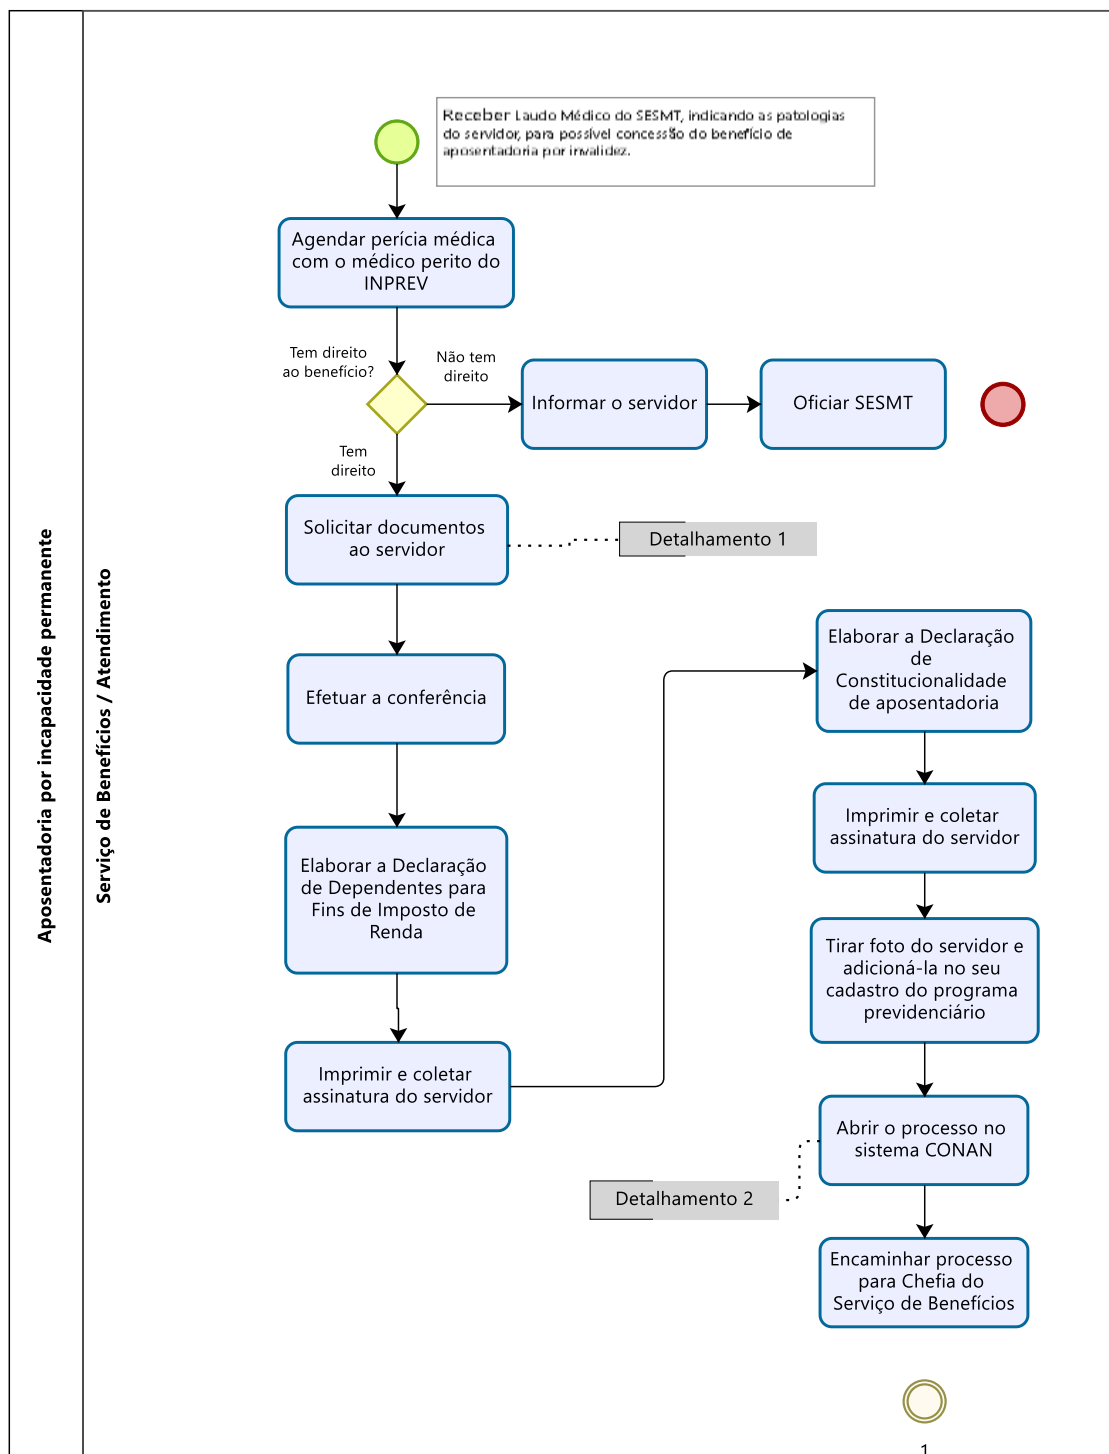 Aposentadoria por incapacidade permanente
Serviço de Benefícios / Atendimento
Receber Laudo Médico do SESMT, indicando as patologias
do servidor, para possível concessão do benefício de
aposentadoria por invalidez.
Agendar perícia médica
com o médico perito do
INPREV
Tem direito
ao benefício?
Não tem
direito
Informar o servidor
Oficiar SESMT
Tem
direito
Solicitar documentos
ao servidor
Detalhamento 1
Efetuar a conferência
Elaborar a Declaração
de Dependentes para
Fins de Imposto de
Renda
Imprimir e coletar
assinatura do servidor
Elaborar a Declaração
de
Constitucionalidade
de aposentadoria
Imprimir e coletar
assinatura do servidor
Tirar foto do servidor e
adicioná-la no seu
cadastro do programa
previdenciário
Abrir o processo no
sistema CONAN
Detalhamento 2
Encaminhar processo
para Chefia do
Serviço de Benefícios
1